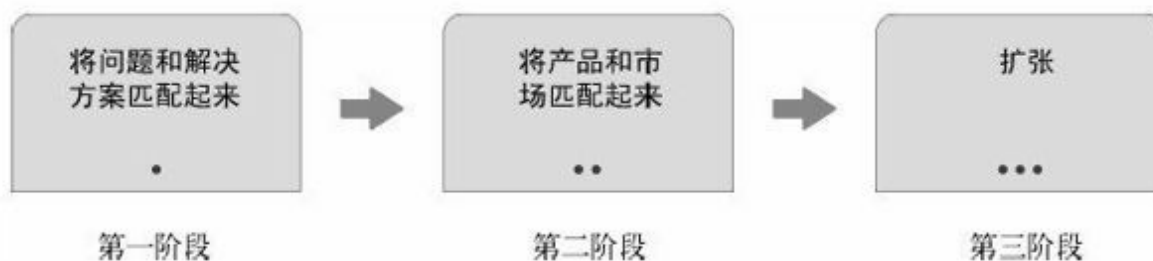 将问题和解决
方案匹配起来
将产品和市
场匹配起来
扩张
第一阶段
第二阶段
第三阶段